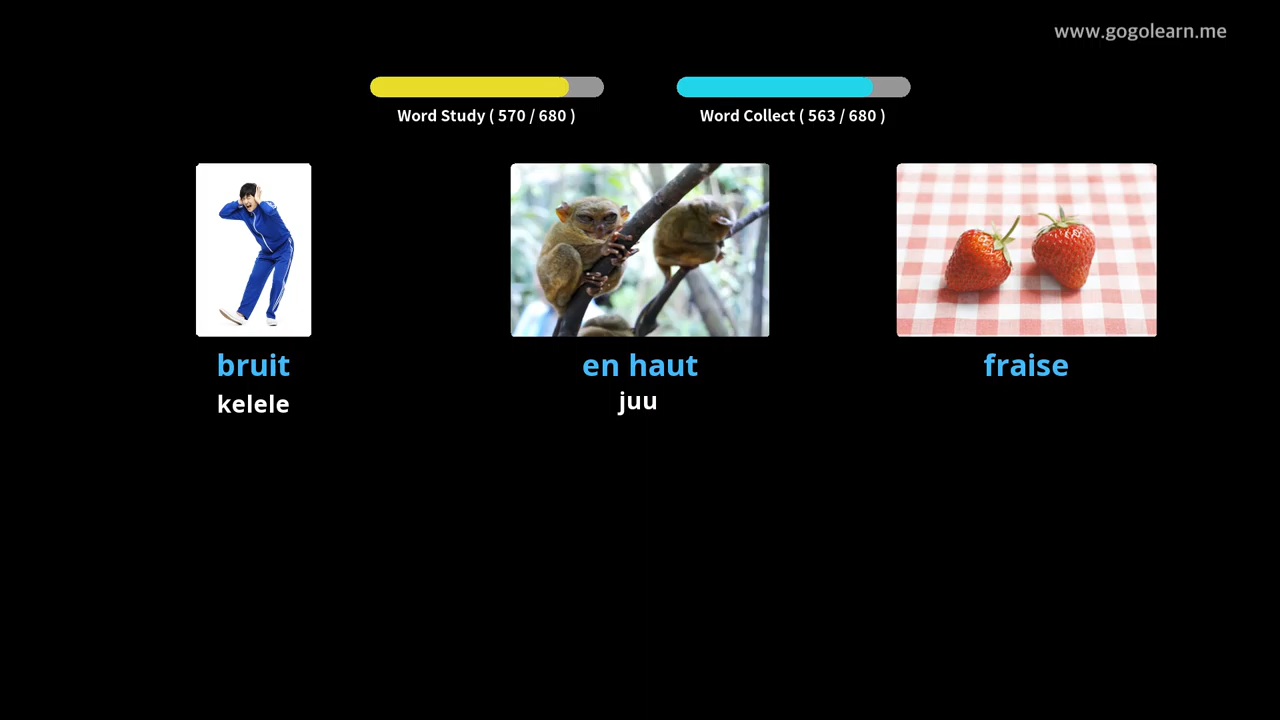 www.gogolearn.me
Word Study ( 570 / 680 )
Word Collect ( 563 / 680 )
bruit
en haut
fraise
kelele
juu